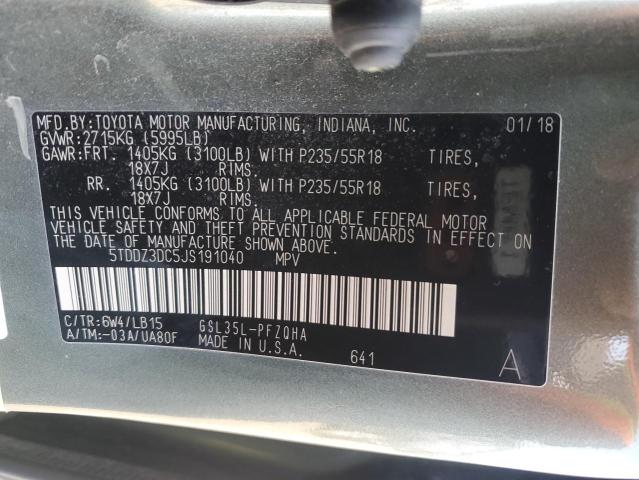 MFD.BY:TOYOTA MOTOR MANUFACTURING, INDIANA, INC. 01/18
GVWR:2715KG (5995LB)
GAWR:FRT. 1405KG (3100LB) WITH P235/55R18 TIRES,
18X7J RIMS.
RR. 1405KG (3100LB) WITH P235/55R18 TIRES,
18X7J RIMS.
THIS VEHICLE CONFORMS TO ALL APPLICABLE FEDERAL MOTOR
VEHICLE SAFETY AND THEFT PREVENTION STANDARDS IN EFFECT ON
THE DATE OF MANUFACTURE SHOWN ABOVE.
5TDDZ3DC5JS191040 MPV
C/TR:6W4/LB15 GSL35L-PFZQHA
A/TM:-03A/UA80F MADE IN U.S.A. 641 A